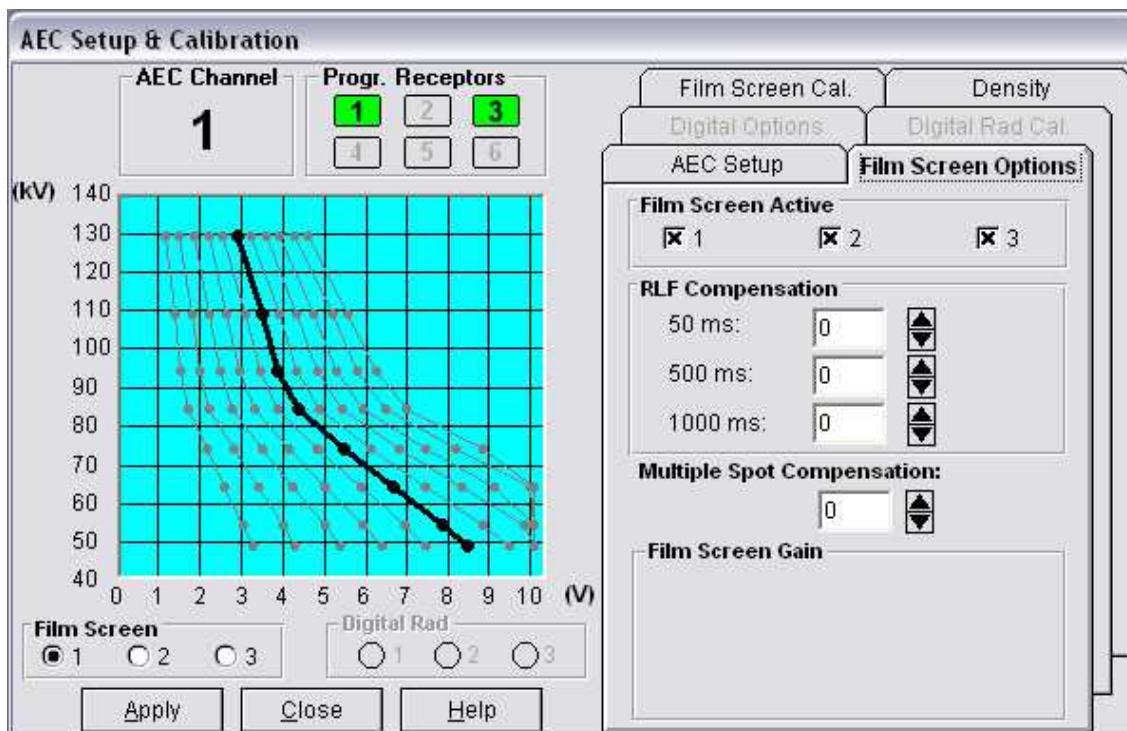 AEC Setup & Calibration
AEC Channel
1
Progr. Receptors
1 2 3
4 5 6
(kV)
140
130
120
110
100
90
80
70
60
50
40
0 1 2 3 4 5 6 7 8 9 10 (V)
Film Screen
1 2 3
Digital Rad
1 2 3
Apply Close Help
Film Screen Cal. Density
Digital Options Digital Rad Cal.
AEC Setup Film Screen Options
Film Screen Active
1 2 3
RLF Compensation
50 ms: 0
500 ms: 0
1000 ms: 0
Multiple Spot Compensation:
0
Film Screen Gain